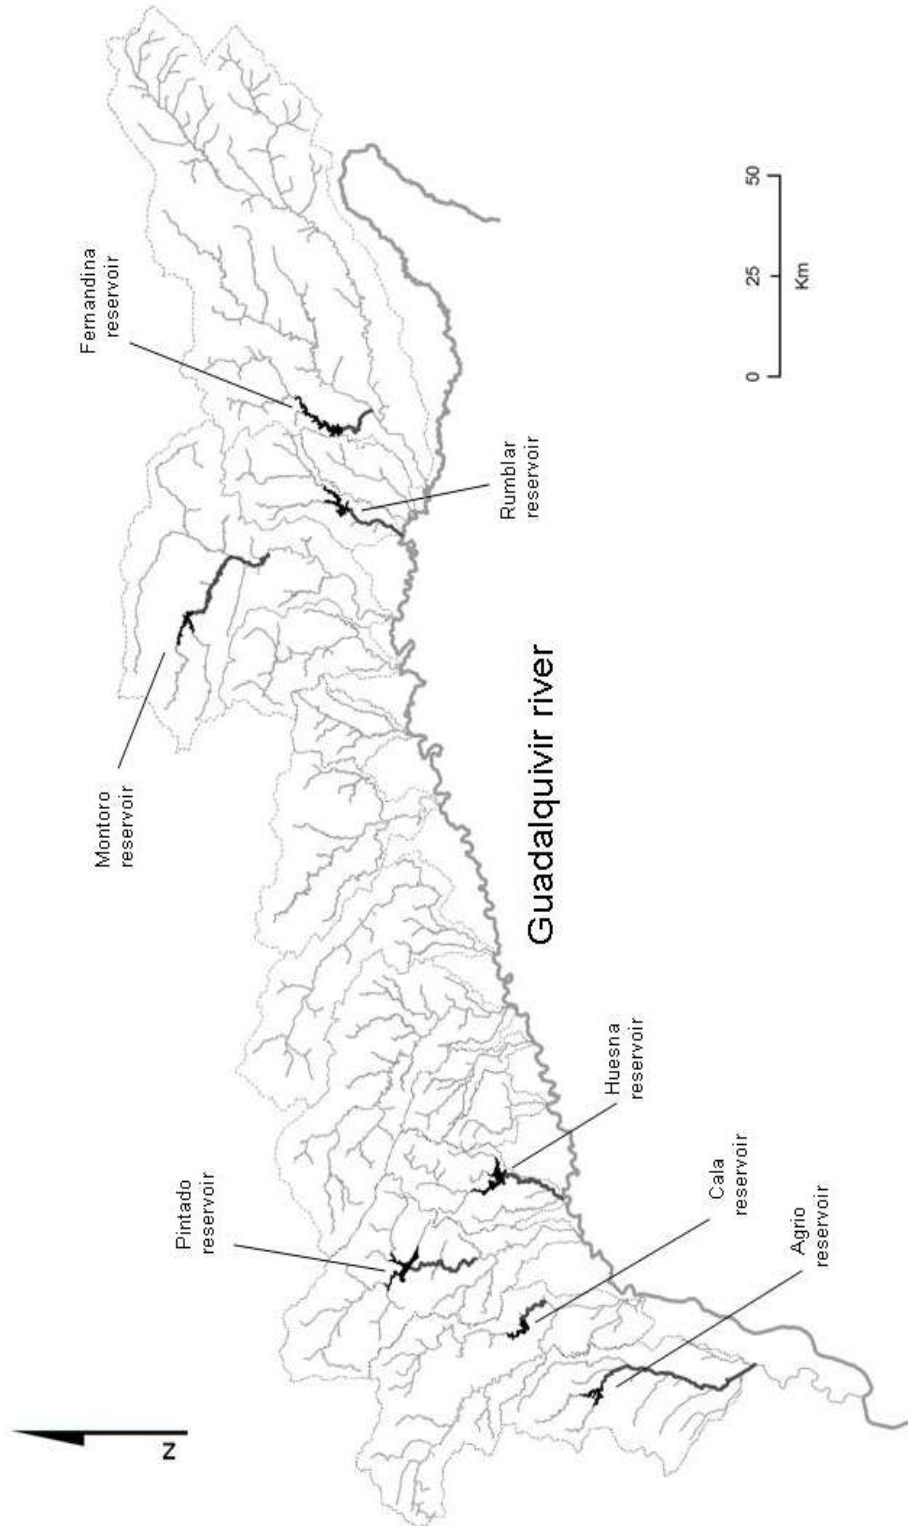 Fernandina
reservoir
Montoro
reservoir
Rumblar
reservoir
Guadalquivir river
Pintado
reservoir
Huesna
reservoir
Cala
reservoir
Agrio
reservoir
0 25 50
Km
N